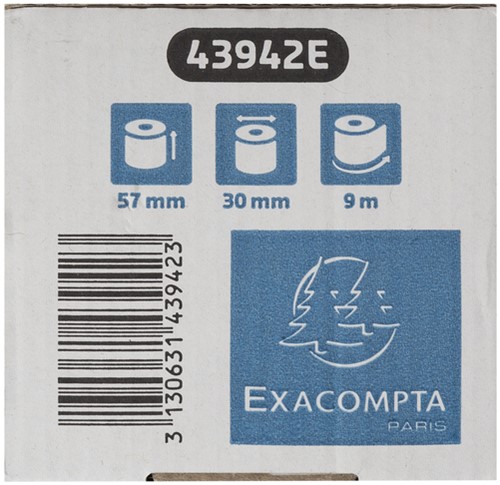 43942E
57 mm 30 mm 9 m
3 130631 439423
EXACOMPTA
PARIS